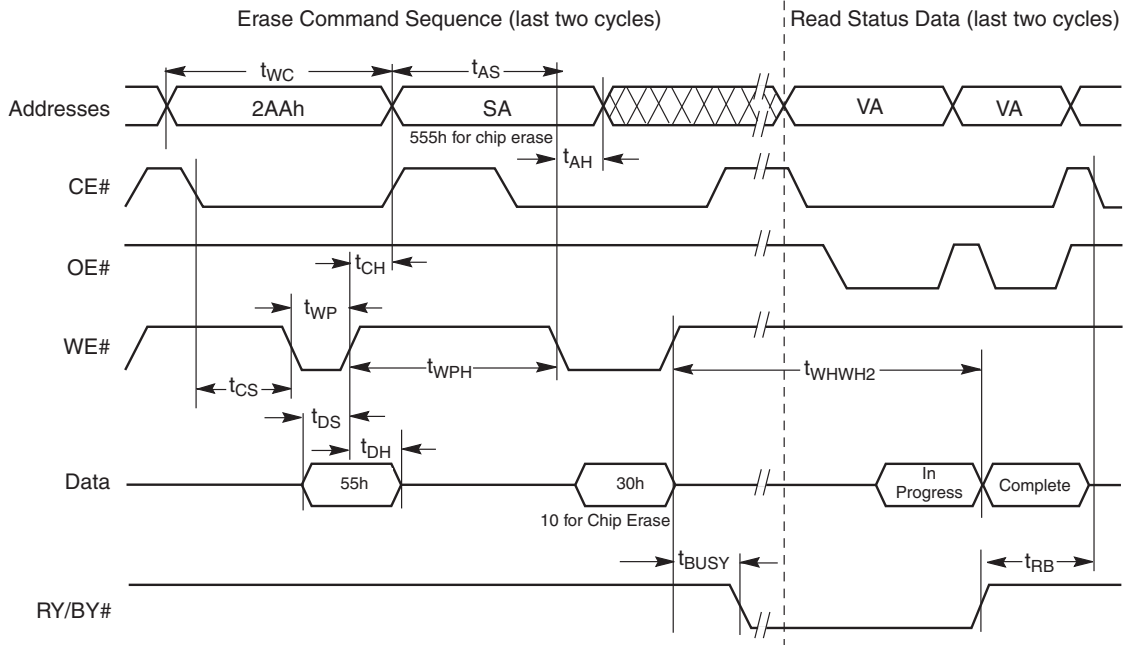 Erase Command Sequence (last two cycles)
Read Status Data (last two cycles)
tWC
tAS
Addresses
2AAh
SA
VA
VA
555h for chip erase
tAH
CE#
OE#
tCH
tWP
WE#
tWPH
tWHWH2
tCS
tDS
tDH
Data
55h
30h
In
Progress
Complete
10 for Chip Erase
tBUSY
tRB
RY/BY#